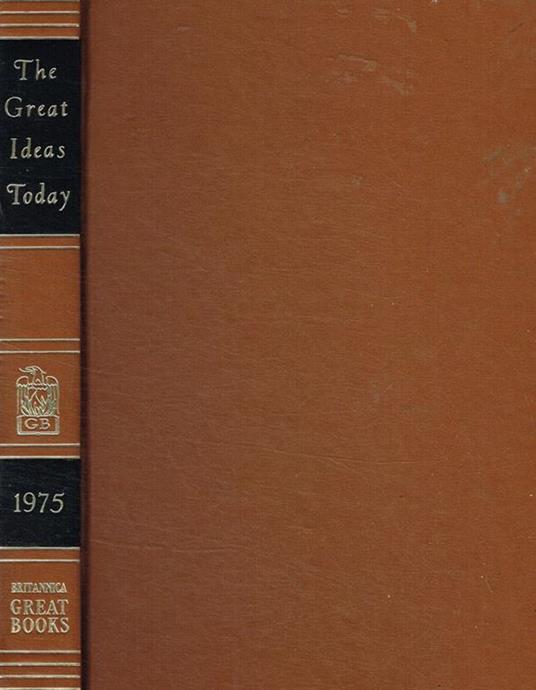 The
Great
Ideas
Today
GB
1975
BRITANNICA
GREAT
BOOKS